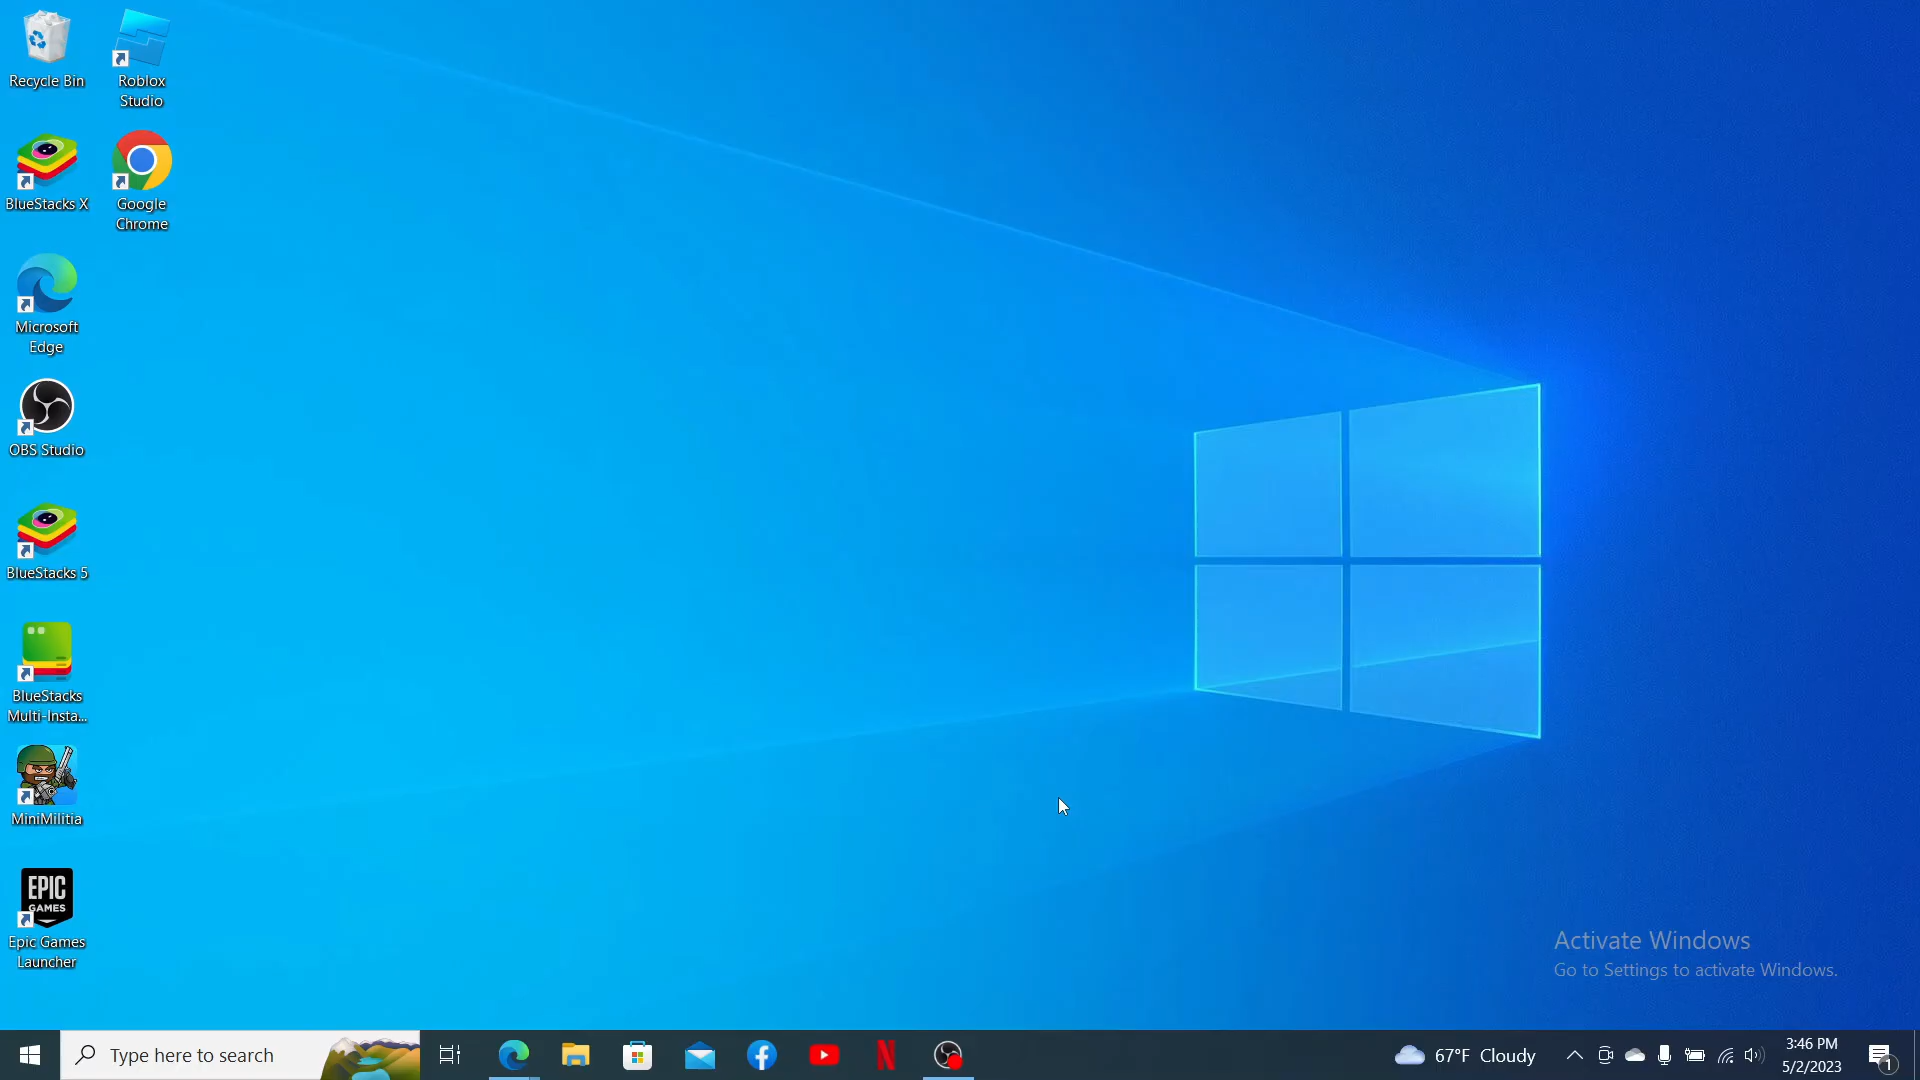 Recycle Bin
Roblox
Studio
BlueStacks X
Google
Chrome
Microsoft
Edge
OBS Studio
BlueStacks 5
BlueStacks
Multi-Insta...
MiniMilitia
EPIC
GAMES
Epic Games
Launcher
Activate Windows
Go to Settings to activate Windows.
Type here to search
67°F Cloudy
3:46 PM
5/2/2023
1